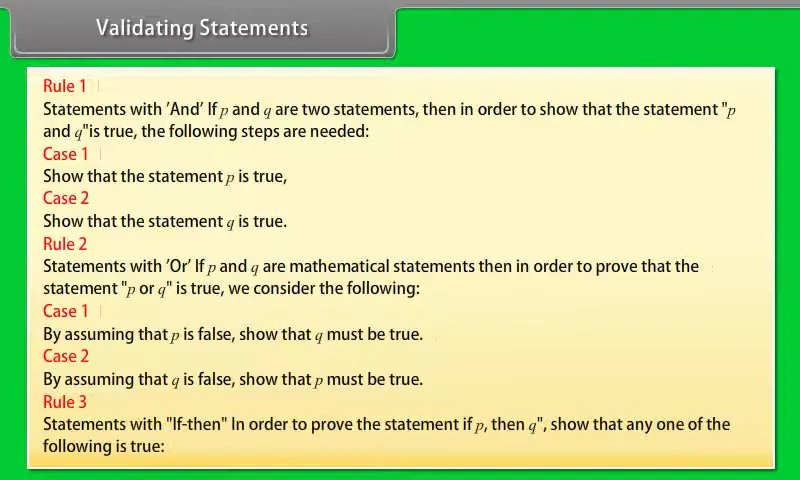 Validating Statements
Rule 1
Statements with 'And' If p and q are two statements, then in order to show that the statement "p
and q"is true, the following steps are needed:
Case 1
Show that the statement p is true,
Case 2
Show that the statement q is true.
Rule 2
Statements with 'Or' If p and q are mathematical statements then in order to prove that the
statement "p or q" is true, we consider the following:
Case 1
By assuming that p is false, show that q must be true.
Case 2
By assuming that q is false, show that p must be true.
Rule 3
Statements with "If-then" In order to prove the statement if p, then q", show that any one of the
following is true: